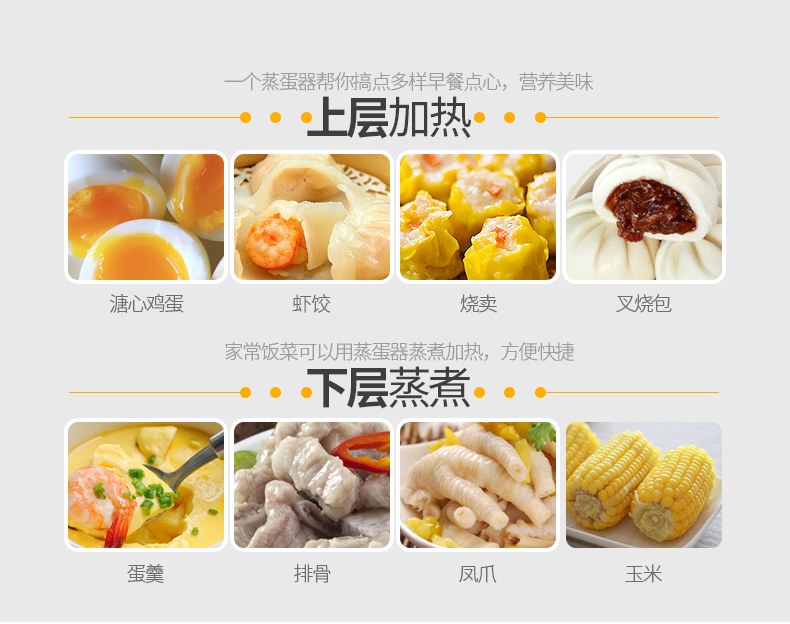 一个蒸蛋器帮你搞点多样早餐点心，营养美味
上层加热
溏心鸡蛋
虾饺
烧卖
叉烧包
家常饭菜可以用蒸蛋器蒸煮加热，方便快捷
下层蒸煮
蛋羹
排骨
凤爪
玉米